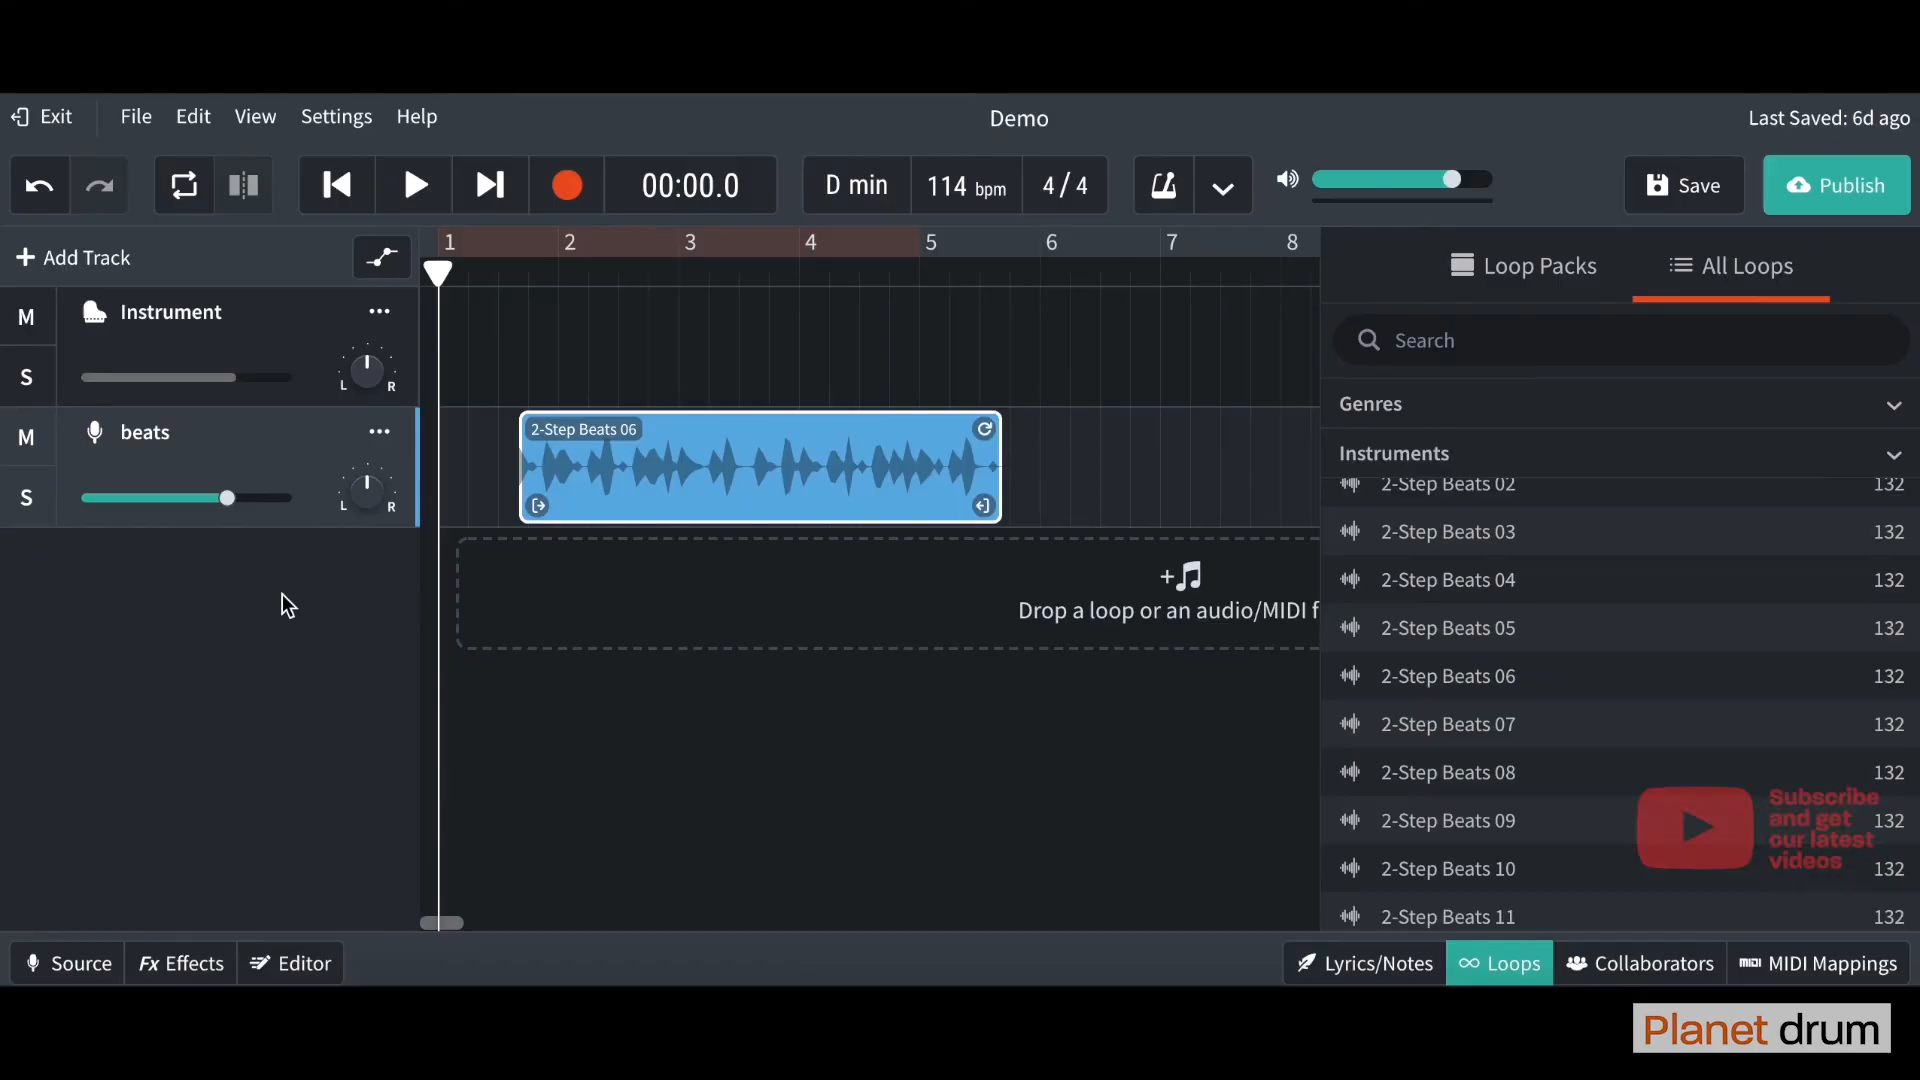 Exit File Edit View Settings Help Demo Last Saved: 6d ago
00:00.0 D min 114 bpm 4 / 4 Save Publish
+ Add Track
1 2 3 4 5 6 7 8
Loop Packs All Loops
Search
Genres
Instruments
M Instrument ...
S L R
M beats ...
S L R
2-Step Beats 06
+
Drop a loop or an audio/MIDI f
2-Step Beats 02 132
2-Step Beats 03 132
2-Step Beats 04 132
2-Step Beats 05 132
2-Step Beats 06 132
2-Step Beats 07 132
2-Step Beats 08 132
2-Step Beats 09 132
2-Step Beats 10 132
2-Step Beats 11 132
Subscribe
and get
our latest
videos
Source Fx Effects Editor Lyrics/Notes Loops Collaborators MIDI MIDI Mappings
Planet drum